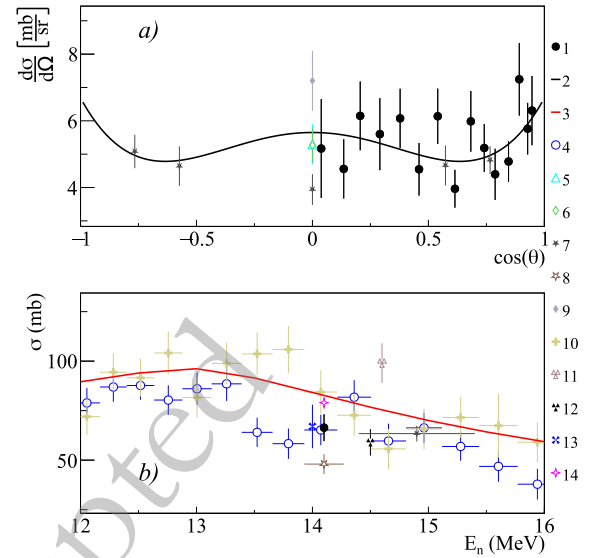 a)
dσ/dΩ [mb/sr]
8
6
4
−1 −0.5 0 0.5 1
cos(θ)
b)
σ (mb)
100
50
12 13 14 15 16
E_n (MeV)
1
2
3
4
5
6
7
8
9
10
11
12
13
14
pted